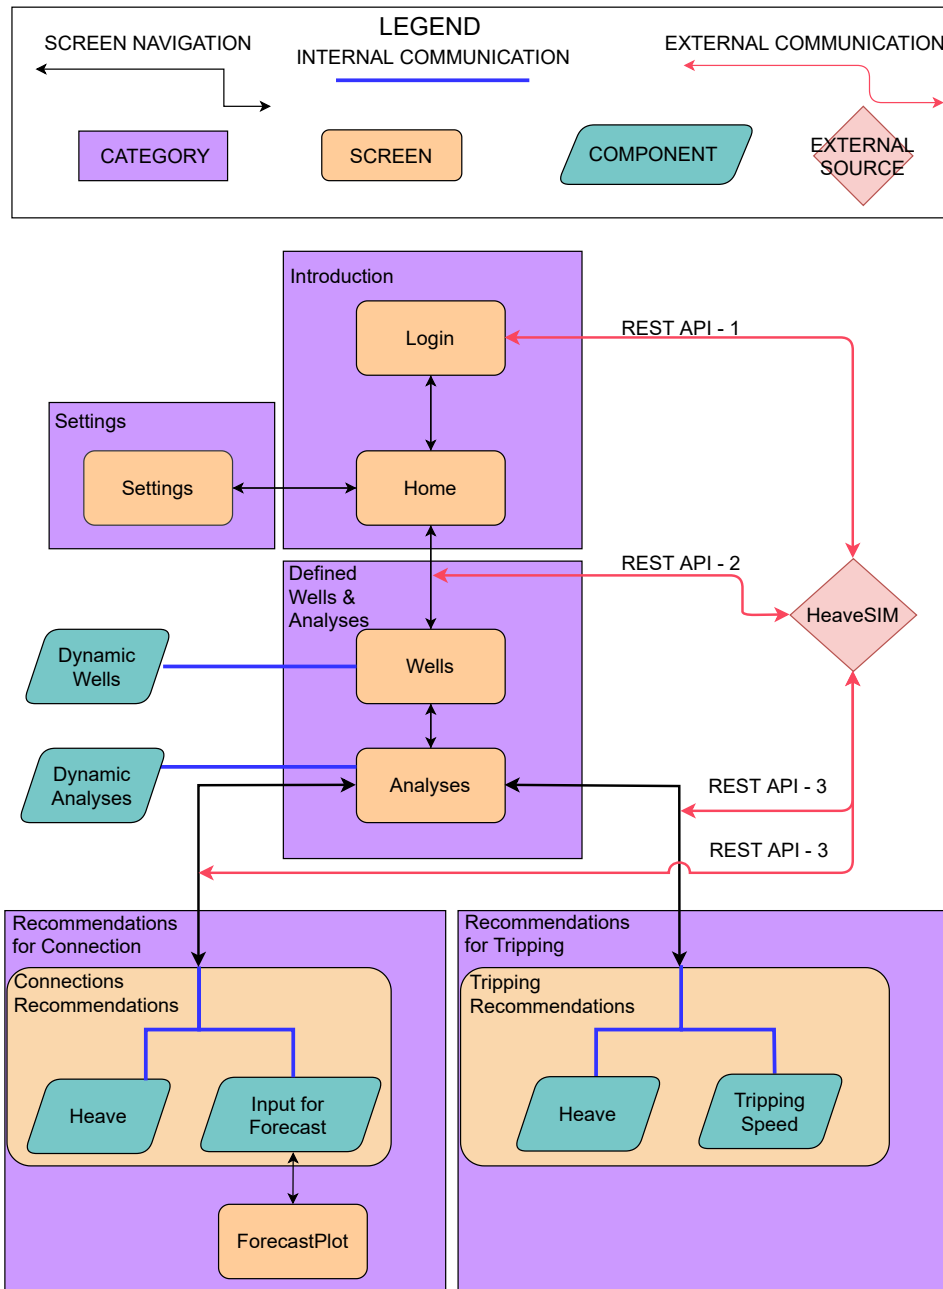 LEGEND
SCREEN NAVIGATION
INTERNAL COMMUNICATION
EXTERNAL COMMUNICATION
CATEGORY
SCREEN
COMPONENT
EXTERNAL
SOURCE
Introduction
Login
REST API - 1
Settings
Settings
Home
REST API - 2
Defined
Wells &
Analyses
HeaveSIM
Dynamic
Wells
Wells
Dynamic
Analyses
Analyses
REST API - 3
REST API - 3
Recommendations
for Connection
Connections
Recommendations
Heave
Input for
Forecast
ForecastPlot
Recommendations
for Tripping
Tripping
Recommendations
Heave
Tripping
Speed